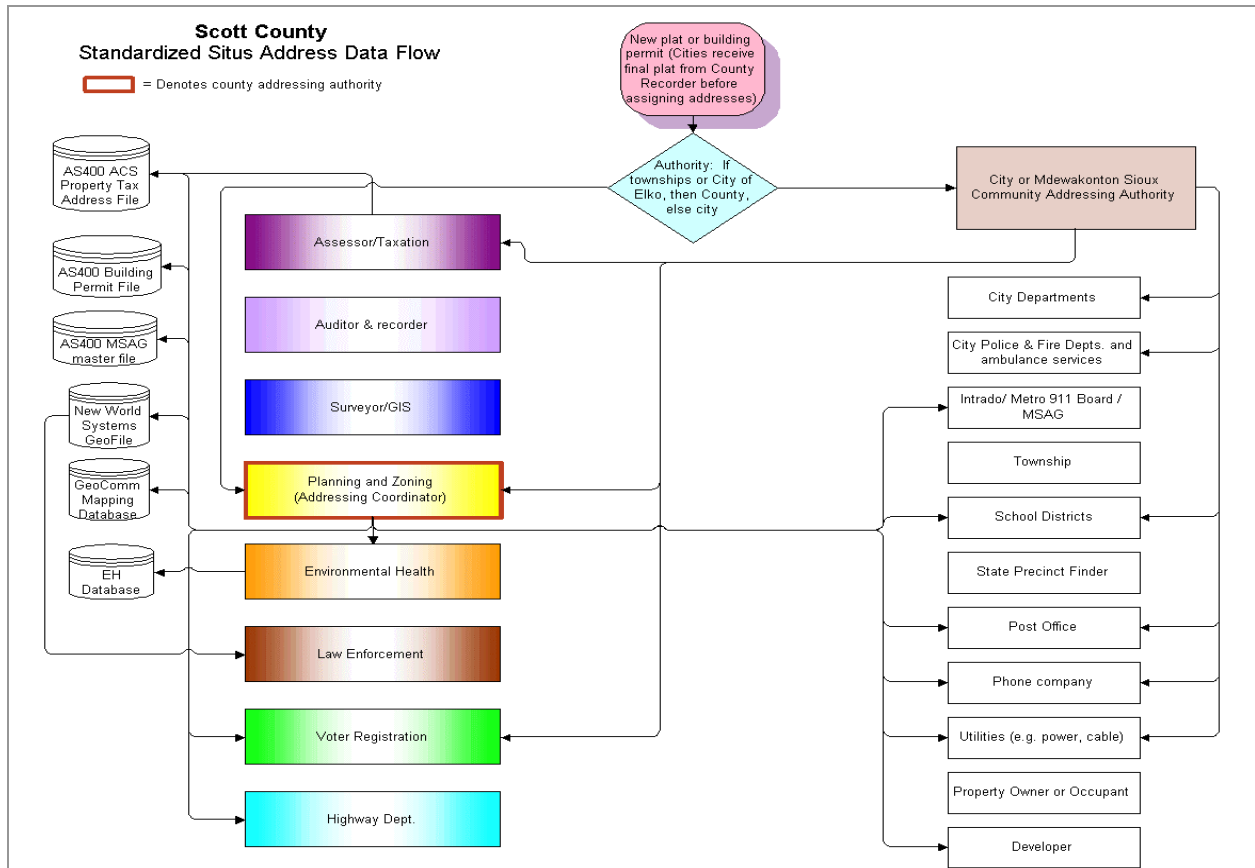 Scott County
Standardized Situs Address Data Flow
= Denotes county addressing authority
New plat or building
permit (Cities receive
final plat from County
Recorder before
assigning addresses)
Authority: If
townships or City of
Elko, then County,
else city
City or Mdewakonton Sioux
Community Addressing Authority
AS400 ACS
Property Tax
Address File
AS400 Building
Permit File
AS400 MSAG
master file
New World
Systems
GeoFile
GeoComm
Mapping
Database
EH
Database
Assessor/Taxation
Auditor & recorder
Surveyor/GIS
Planning and Zoning
(Addressing Coordinator)
Environmental Health
Law Enforcement
Voter Registration
Highway Dept.
City Departments
City Police & Fire Depts. and
ambulance services
Intrado/ Metro 911 Board /
MSAG
Township
School Districts
State Precinct Finder
Post Office
Phone company
Utilities (e.g. power, cable)
Property Owner or Occupant
Developer